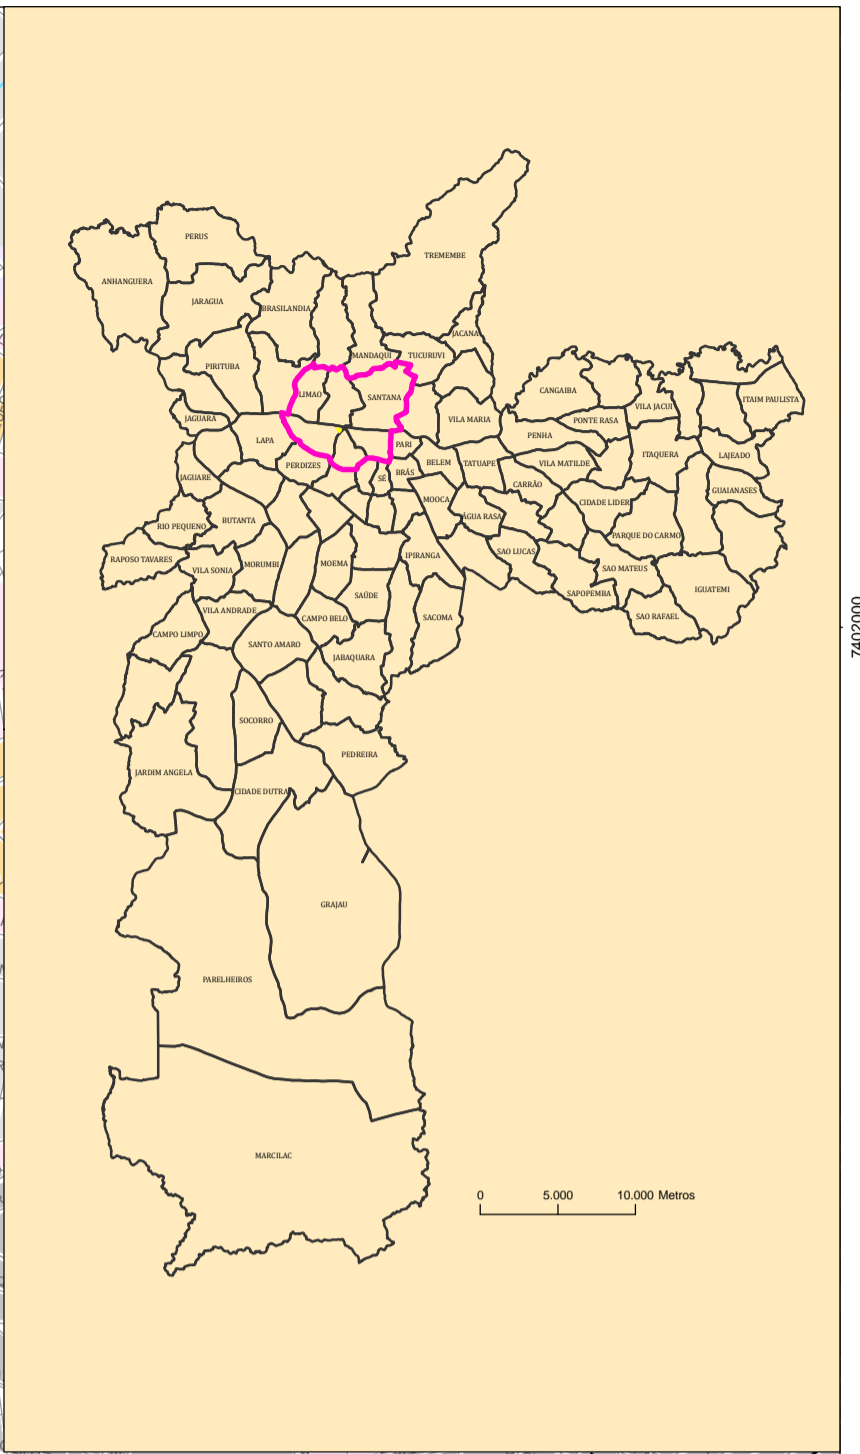 PERUS
TREMEMBE
ANHANGUERA
JARAGUA
BRASILANDIA
JACANA
MANDAQUI
TUCURUVI
PIRITUBA
CANGAIBA
LIMAO
SANTANA
ITAIM PAULISTA
VILA JACUI
JAGUARA
VILA MARIA
PONTE RASA
PENHA
LAPA
PARI
ITAQUERA
LAJEADO
PERDIZES
BELEM
TATUAPE
VILA MATILDE
BRÁS
JAGUARE
SÉ
CARRÃO
GUAIANASES
MOOCA
CIDADE LIDER
ÁGUA RASA
BUTANTA
RIO PEQUENO
PARQUE DO CARMO
SAO LUCAS
IPIRANGA
RAPOSO TAVARES
MORUMBI
MOEMA
VILA SONIA
SAO MATEUS
IGUATEMI
SAPOPEMBA
SAÚDE
VILA ANDRADE
CAMPO BELO
SACOMA
SAO RAFAEL
7402000
CAMPO LIMPO
SANTO AMARO
JABAQUARA
SOCORRO
PEDREIRA
JARDIM ANGELA
CIDADE DUTRA
GRAJAU
PARELHEIROS
MARCILAC
0 5.000 10.000 Metros